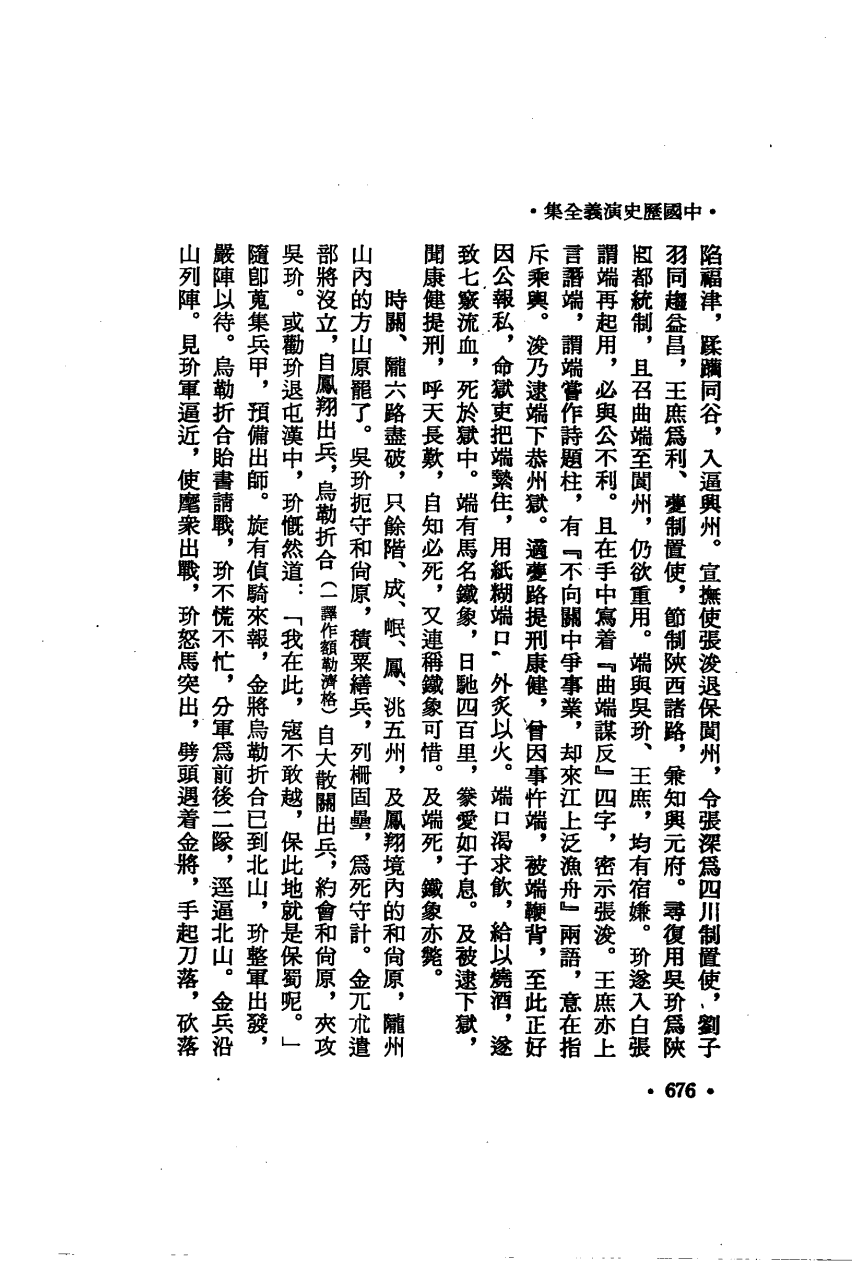 •中國歷史演義全集•
陷福津，蹂躪同谷，入逼興州。宣撫使張浚退保閬州，令張深爲四川制置使，劉子
羽同趨益昌，王庶爲利、夔制置使，節制陝西諸路，兼知興元府。尋復用吳玠爲陝
西都統制，且召曲端至閬州，仍欲重用。端與吳玠、王庶，均有宿嫌。玠遂入白張
謂端再起用，必與公不利。且在手中寫着『曲端謀反』四字，密示張浚。王庶亦上
言譖端，謂端嘗作詩題柱，有『不向關中爭事業，却來江上泛漁舟』兩語，意在指
斥乘輿。浚乃逮端下恭州獄。適夔路提刑康健，曾因事忤端，被端鞭背，至此正好
因公報私，命獄吏把端縶住，用紙糊端口，外炙以火。端口渴求飲，給以燒酒，遂
致七竅流血，死於獄中。端有馬名鐵象，日馳四百里，豢愛如子息。及被逮下獄，
聞康健提刑，呼天長歎，自知必死，又連稱鐵象可惜。及端死，鐵象亦斃。
時關、隴六路盡破，只餘階、成、岷、鳳、洮五州，及鳳翔境內的和尙原，隴州
山內的方山原罷了。吳玠扼守和尙原，積粟繕兵，列柵固壘，爲死守計。金兀朮遣
部將沒立，自鳳翔出兵，烏勒折合（一譯作額勒濟格）自大散關出兵，約會和尙原，夾攻
吳玠。或勸玠退屯漢中，玠慨然道：「我在此，寇不敢越，保此地就是保蜀呢。」
隨卽蒐集兵甲，預備出師。旋有偵騎來報，金將烏勒折合已到北山，玠整軍出發，
嚴陣以待。烏勒折合貽書請戰，玠不慌不忙，分軍爲前後二隊，逕逼北山。金兵沿
山列陣。見玠軍逼近，使麾衆出戰，玠怒馬突出，劈頭遇着金將，手起刀落，砍落
•676•